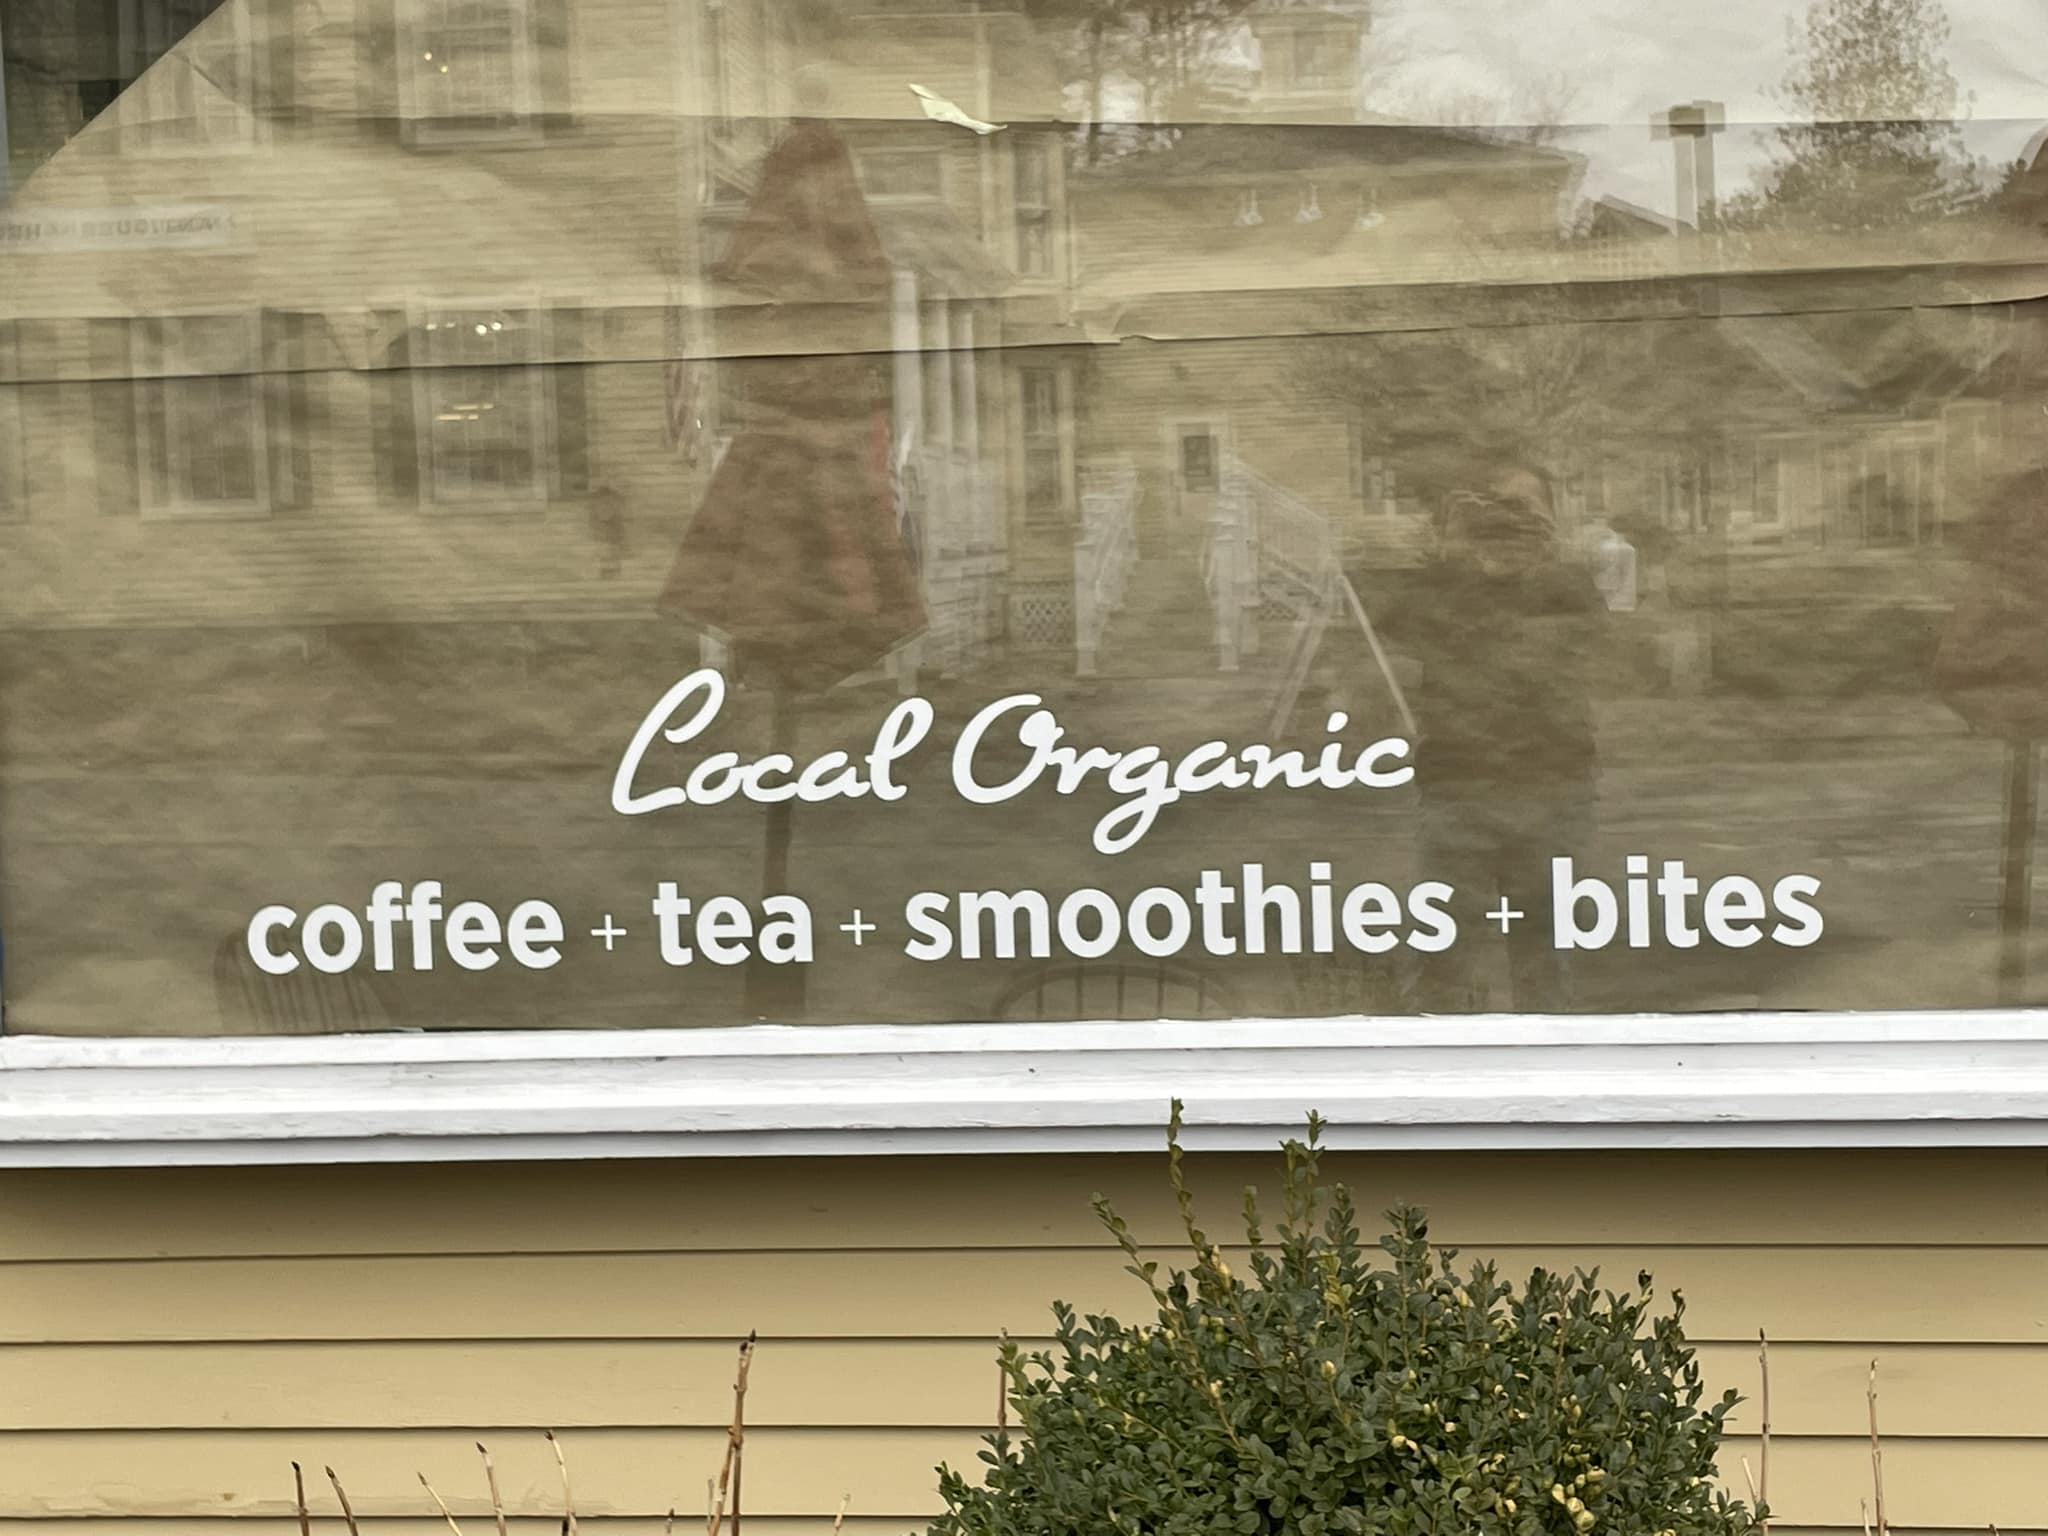 Local Organic
coffee + tea + smoothies + bites